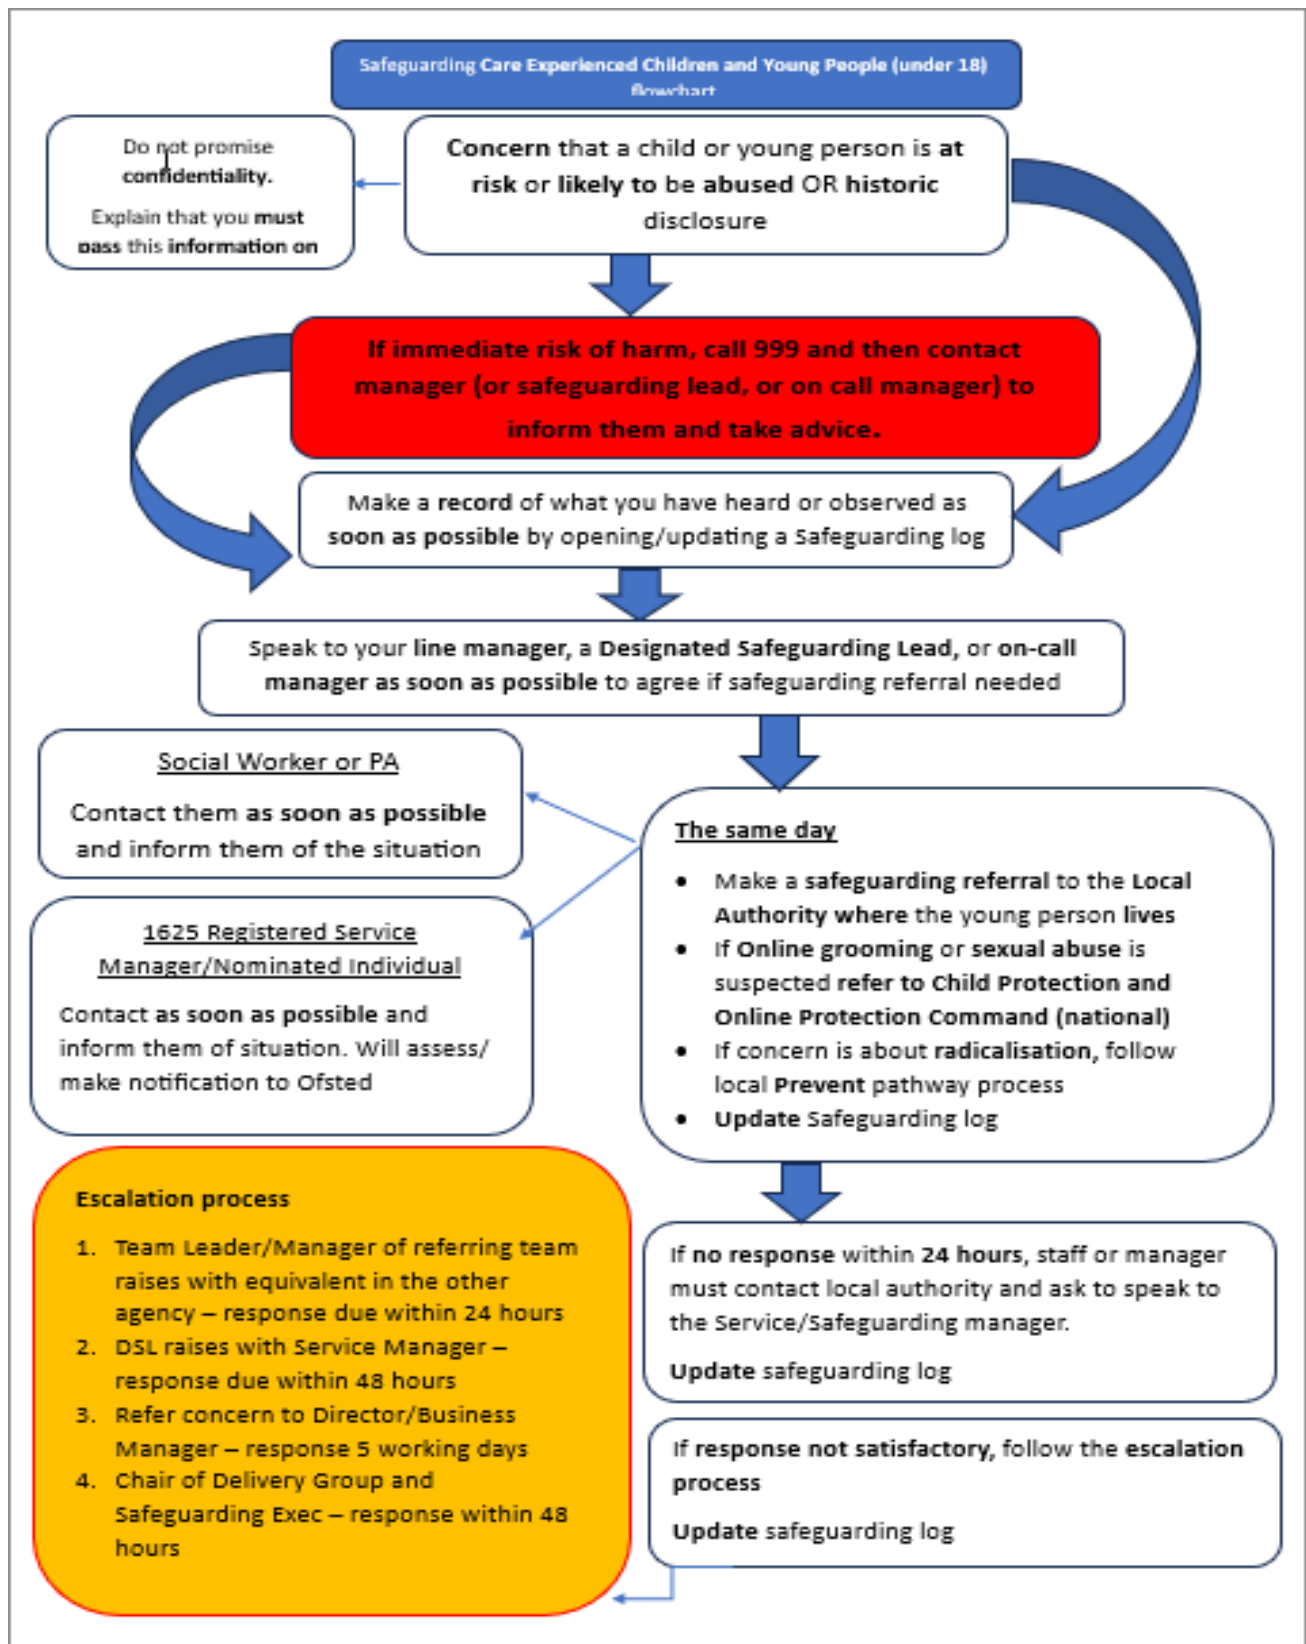 Safeguarding Care Experienced Children and Young People (under 18)
flowchart
Do not promise
confidentiality.
Explain that you must
pass this information on
Concern that a child or young person is at
risk or likely to be abused OR historic
disclosure
If immediate risk of harm, call 999 and then contact
manager (or safeguarding lead, or on call manager) to
inform them and take advice.
Make a record of what you have heard or observed as
soon as possible by opening/updating a Safeguarding log
Speak to your line manager, a Designated Safeguarding Lead, or on-call
manager as soon as possible to agree if safeguarding referral needed
Social Worker or PA
Contact them as soon as possible
and inform them of the situation
1625 Registered Service
Manager/Nominated Individual
Contact as soon as possible and
inform them of situation. Will assess/
make notification to Ofsted
The same day
• Make a safeguarding referral to the Local
Authority where the young person lives
• If Online grooming or sexual abuse is
suspected refer to Child Protection and
Online Protection Command (national)
• If concern is about radicalisation, follow
local Prevent pathway process
• Update Safeguarding log
Escalation process
1. Team Leader/Manager of referring team
raises with equivalent in the other
agency – response due within 24 hours
2. DSL raises with Service Manager –
response due within 48 hours
3. Refer concern to Director/Business
Manager – response 5 working days
4. Chair of Delivery Group and
Safeguarding Exec – response within 48
hours
If no response within 24 hours, staff or manager
must contact local authority and ask to speak to
the Service/Safeguarding manager.
Update safeguarding log
If response not satisfactory, follow the escalation
process
Update safeguarding log